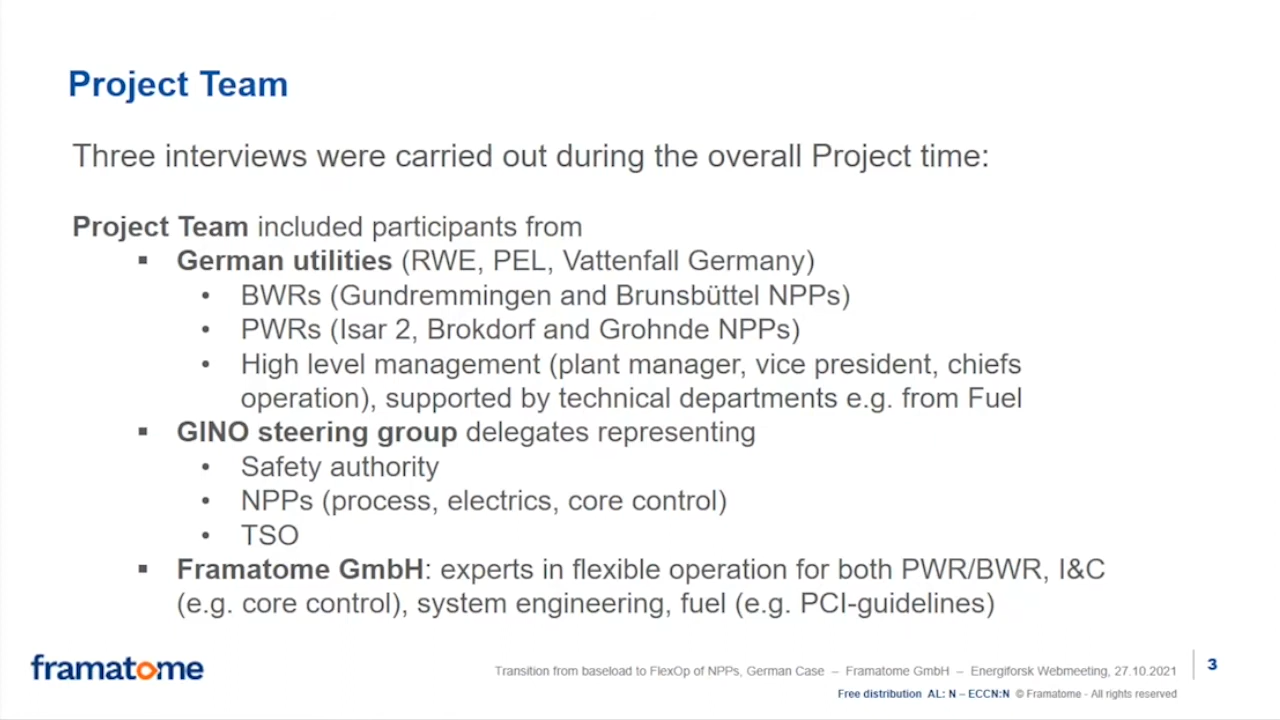 Project Team
Three interviews were carried out during the overall Project time:
Project Team included participants from
▪ German utilities (RWE, PEL, Vattenfall Germany)
• BWRs (Gundremmingen and Brunsbüttel NPPs)
• PWRs (Isar 2, Brokdorf and Grohnde NPPs)
• High level management (plant manager, vice president, chiefs
operation), supported by technical departments e.g. from Fuel
▪ GINO steering group delegates representing
• Safety authority
• NPPs (process, electrics, core control)
• TSO
▪ Framatome GmbH: experts in flexible operation for both PWR/BWR, I&C
(e.g. core control), system engineering, fuel (e.g. PCI-guidelines)
framatome
Transition from baseload to FlexOp of NPPs, German Case – Framatome GmbH – Energiforsk Webmeeting, 27.10.2021
3
Free distribution AL: N – ECCN:N © Framatome - All rights reserved